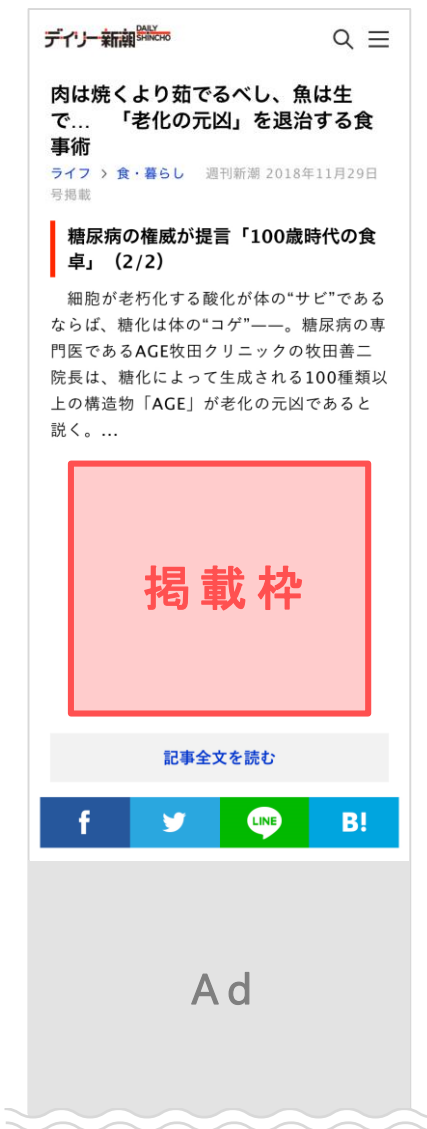 デイリー新潮 DAILY SHINCHO
肉は焼くより茹でるべし、魚は生
で… 「老化の元凶」を退治する食
事術
ライフ > 食・暮らし 週刊新潮 2018年11月29日
号掲載
糖尿病の権威が提言「100歳時代の食
卓」（2/2）
細胞が老朽化する酸化が体の“サビ”である
ならば、糖化は体の“コゲ”――。糖尿病の専
門医であるAGE牧田クリニックの牧田善二
院長は、糖化によって生成される100種類以
上の構造物「AGE」が老化の元凶であると
説く。…
掲載枠
記事全文を読む
f LINE B!
Ad